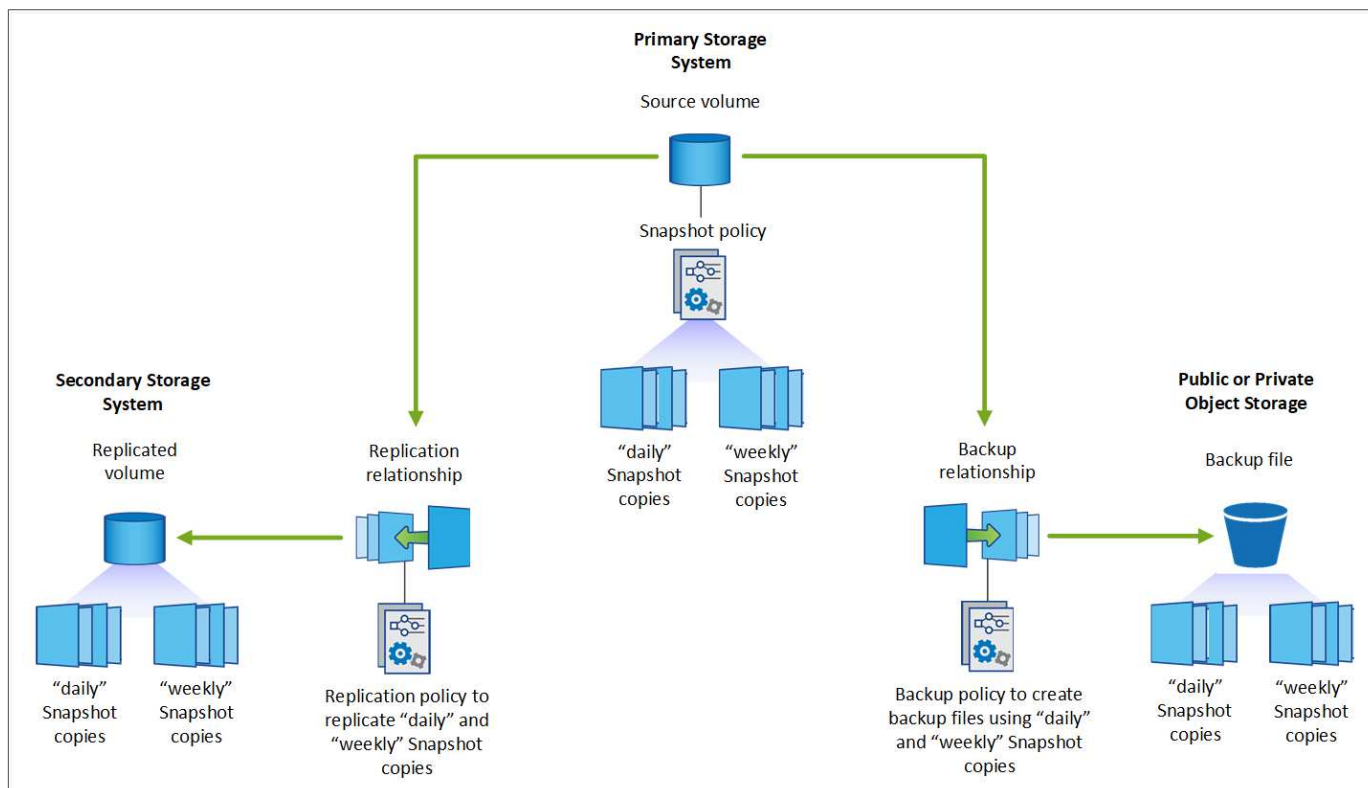 Primary Storage
System
Source volume
Snapshot policy
“daily”
Snapshot
copies
“weekly”
Snapshot
copies
Secondary Storage
System
Replicated
volume
“daily”
Snapshot
copies
“weekly”
Snapshot
copies
Replication
relationship
Replication policy to
replicate “daily” and
“weekly” Snapshot
copies
Backup
relationship
Backup policy to create
backup files using “daily”
and “weekly” Snapshot
copies
Public or Private
Object Storage
Backup file
“daily”
Snapshot
copies
“weekly”
Snapshot
copies